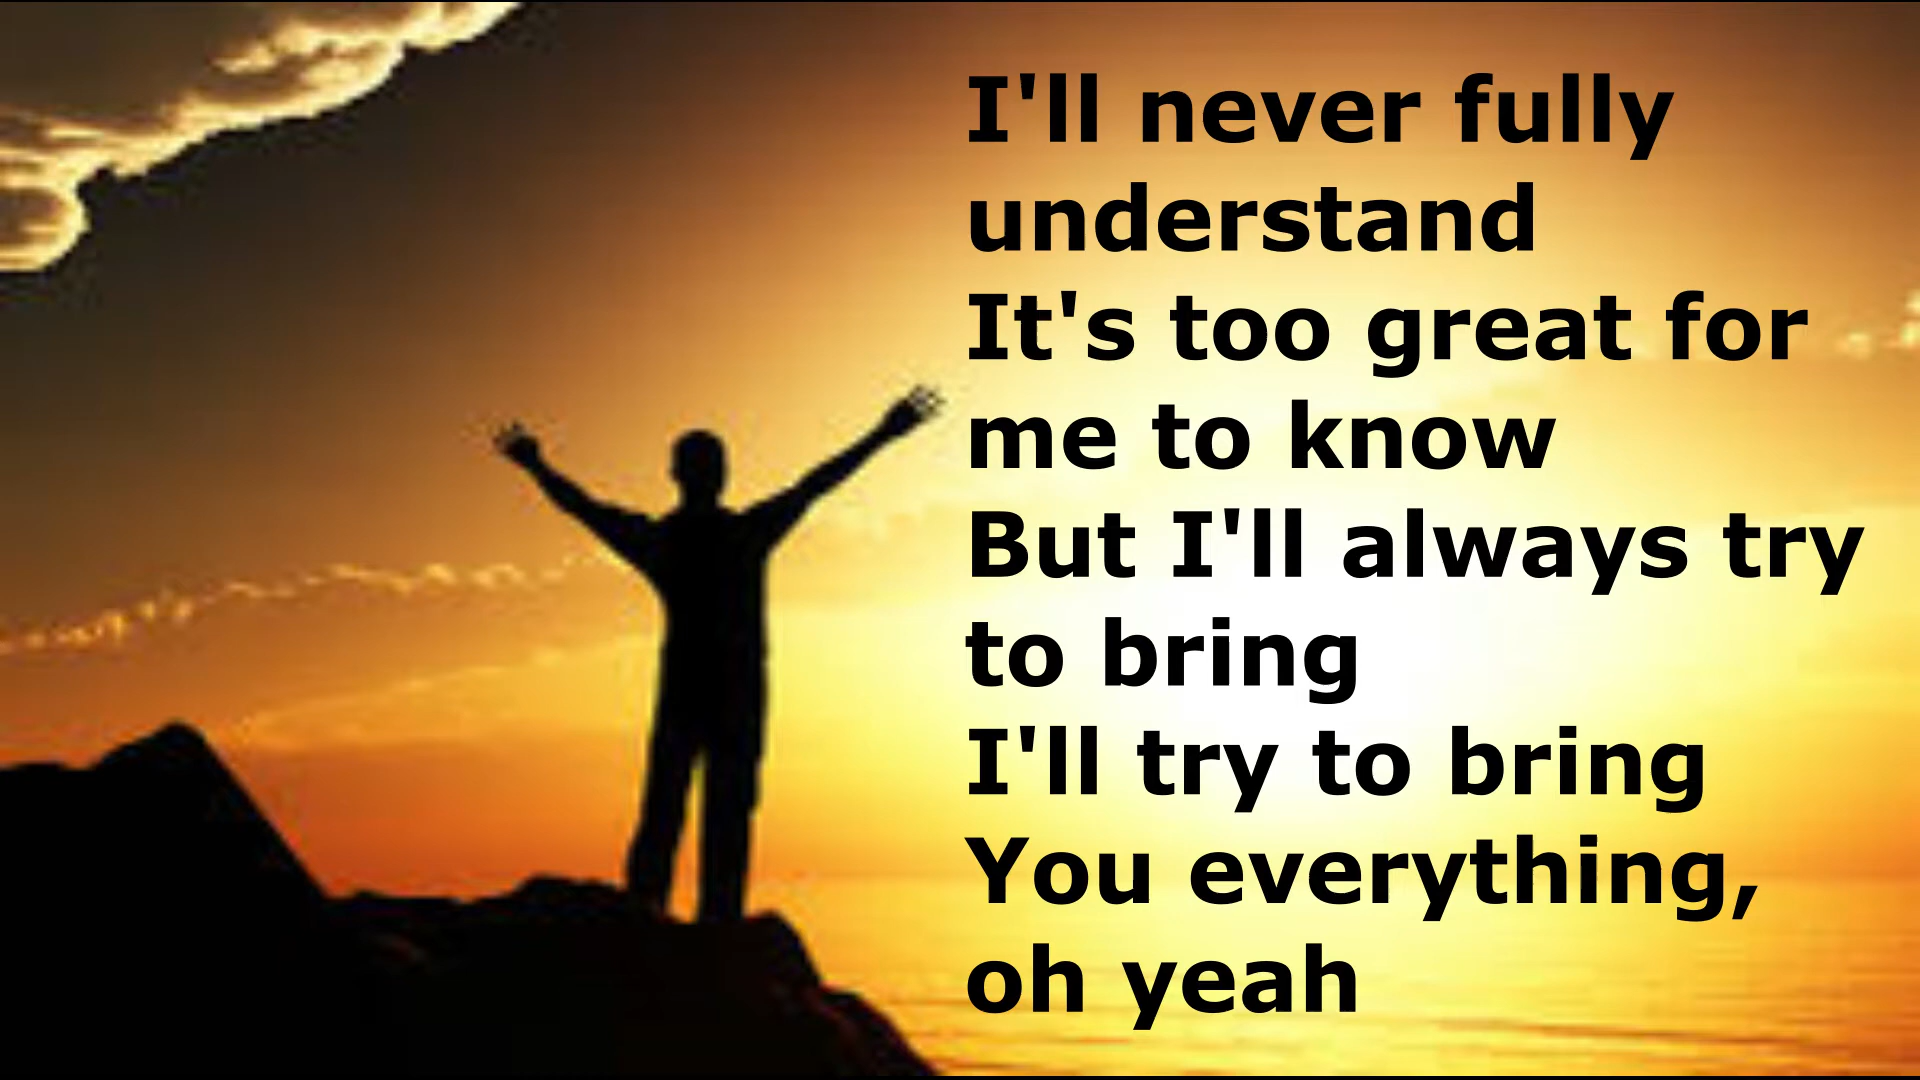 I'll never fully
understand
It's too great for
me to know
But I'll always try
to bring
I'll try to bring
You everything,
oh yeah